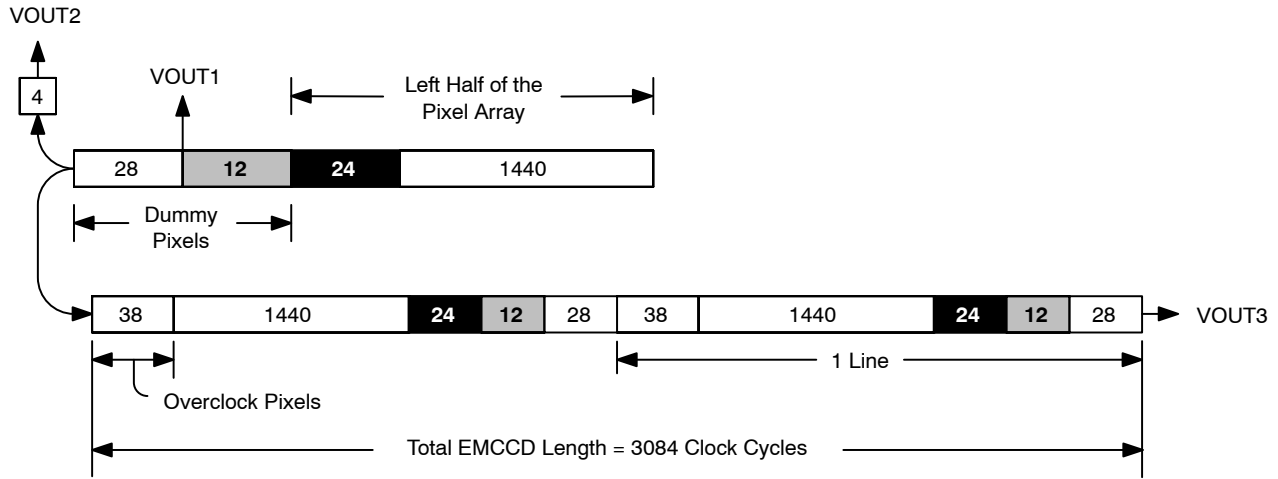 VOUT2
4
VOUT1
Left Half of the
Pixel Array
28 12 24 1440
Dummy
Pixels
38 1440 24 12 28 38 1440 24 12 28
VOUT3
1 Line
Overclock Pixels
Total EMCCD Length = 3084 Clock Cycles